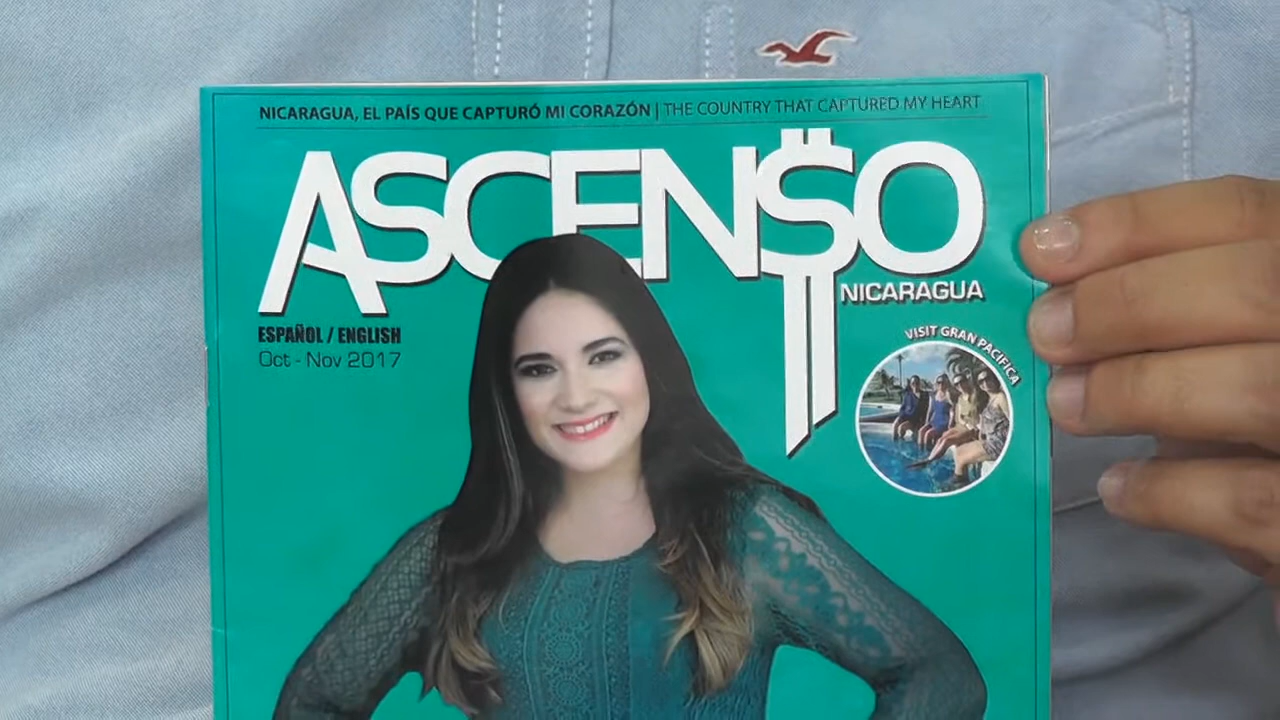 NICARAGUA, EL PAÍS QUE CAPTURÓ MI CORAZÓN | THE COUNTRY THAT CAPTURED MY HEART
ASCENSO
NICARAGUA
ESPAÑOL / ENGLISH
Oct - Nov 2017
VISIT GRAN PACIFICA